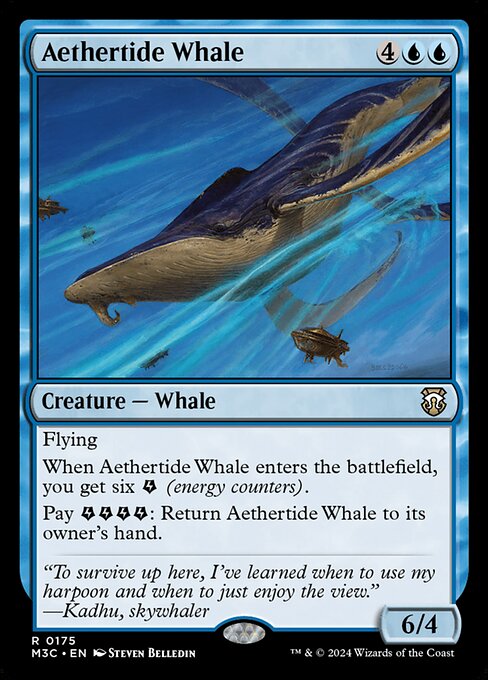 Aethertide Whale 4
Creature — Whale
Flying
When Aethertide Whale enters the battlefield,
you get six (energy counters).
Pay : Return Aethertide Whale to its
owner's hand.
“To survive up here, I've learned when to use my
harpoon and when to just enjoy the view.”
—Kadhu, skywhaler
6/4
R 0175
M3C • EN Steven Belledin
™ & © 2024 Wizards of the Coast